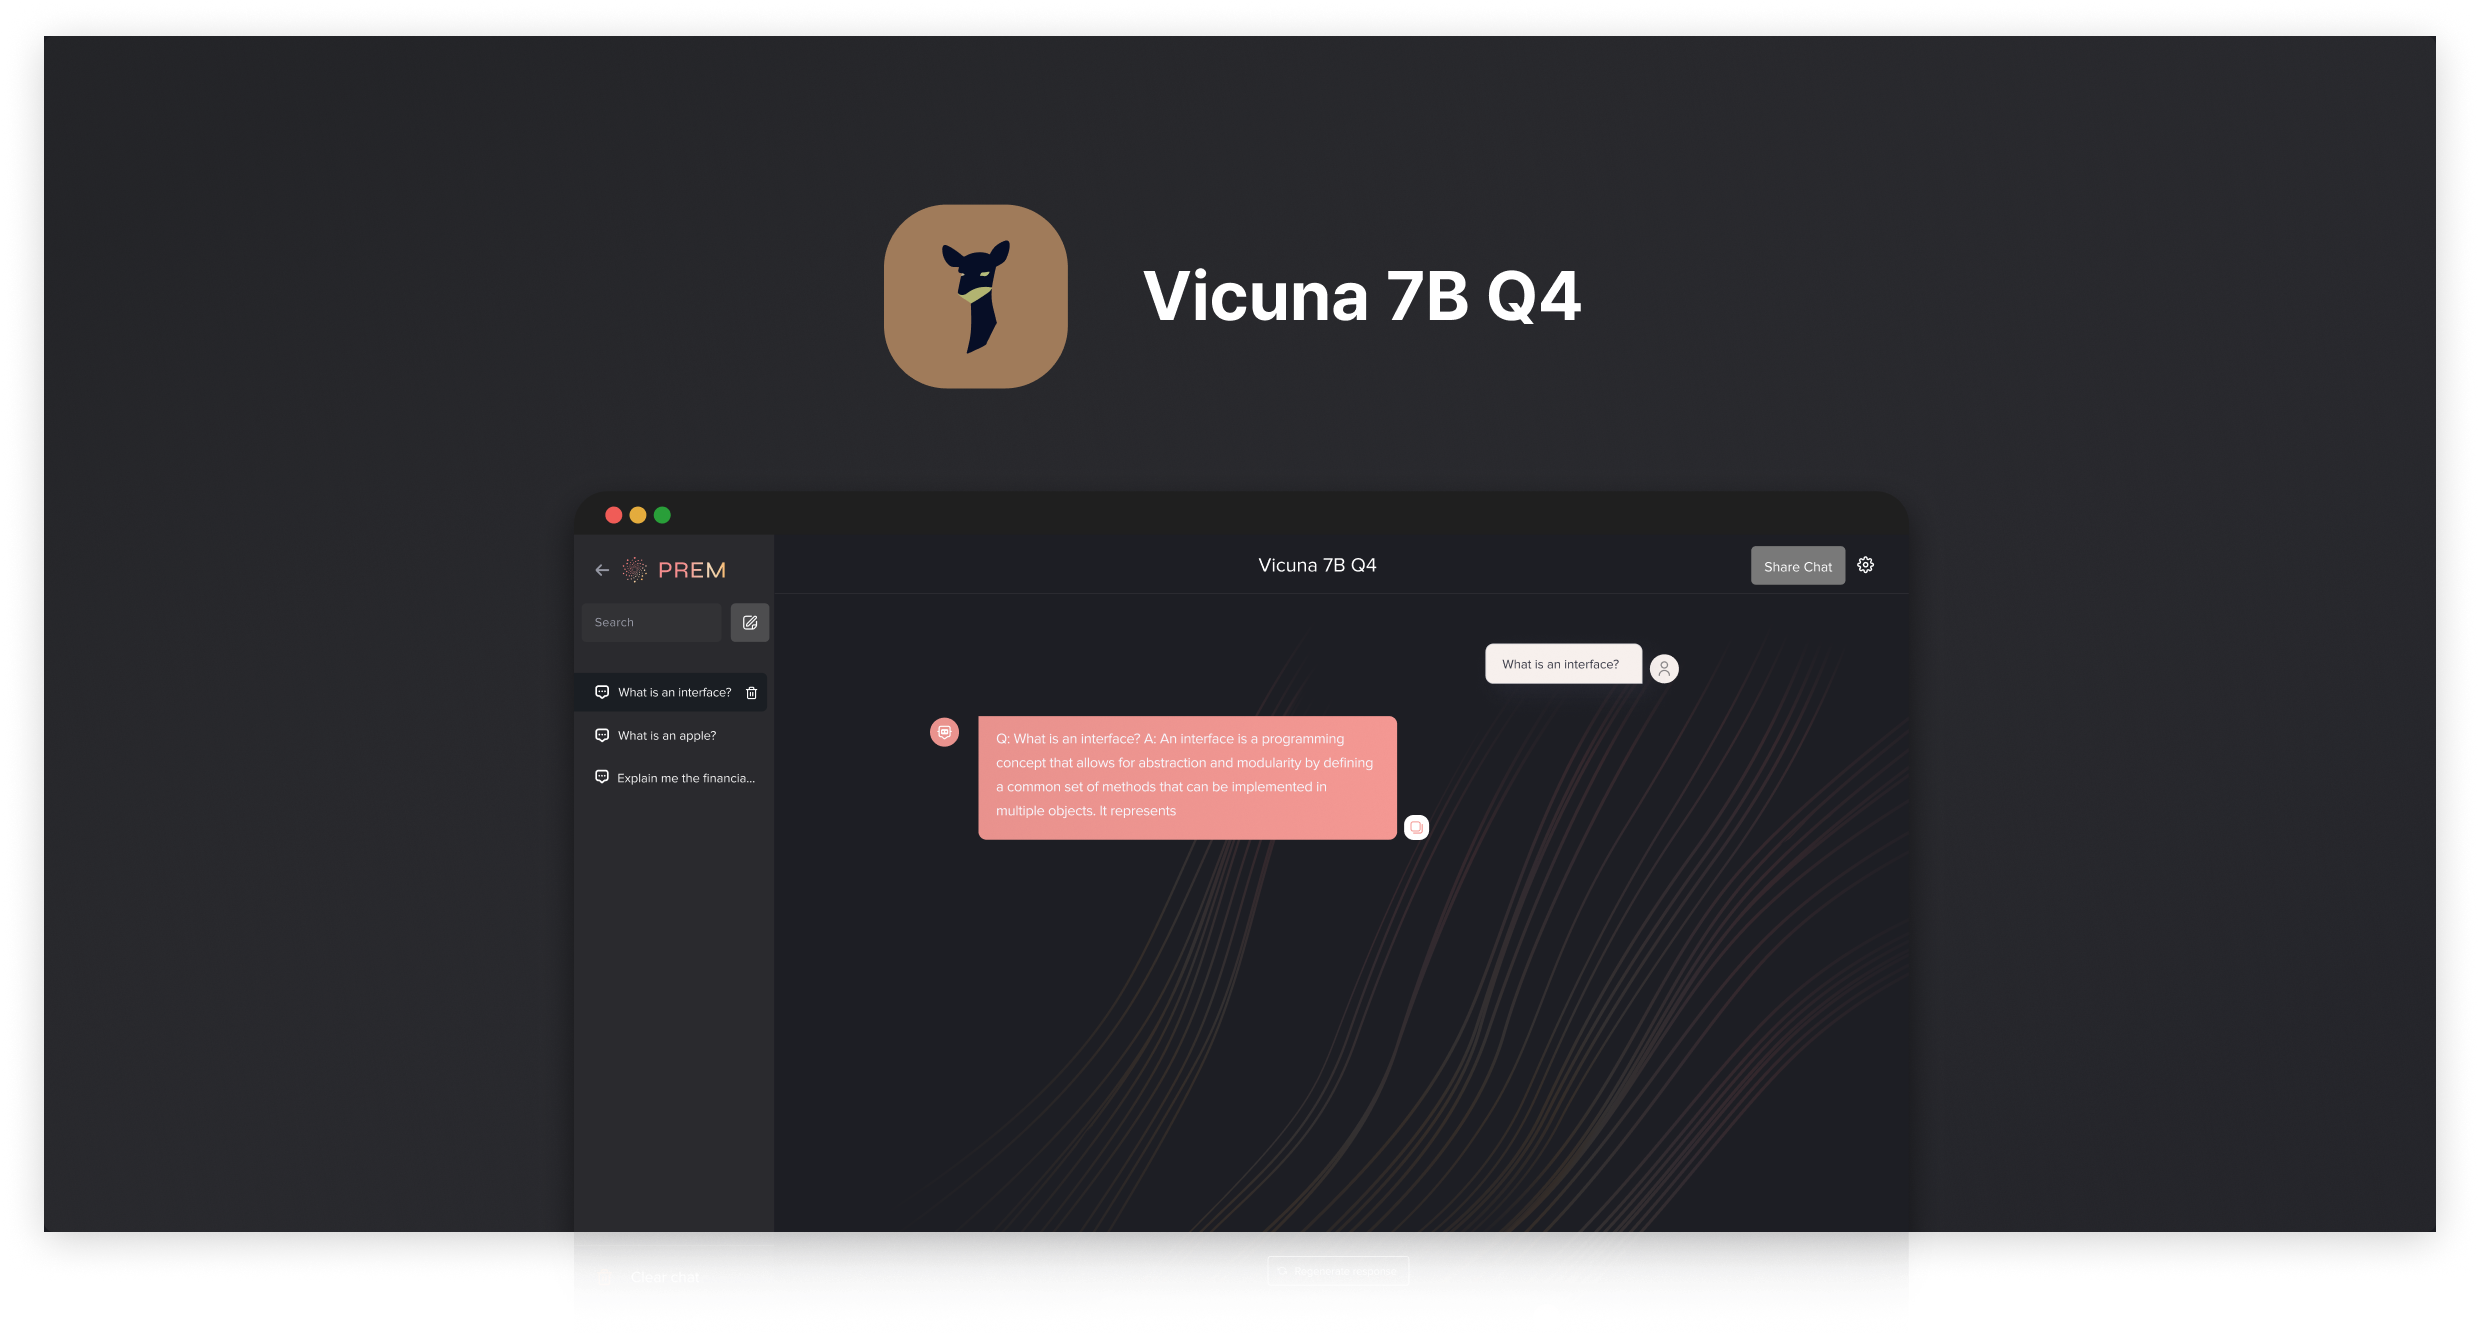 Vicuna 7B Q4
PREM
Vicuna 7B Q4
Share Chat
Search
What is an interface?
What is an apple?
Explain me the financia...
What is an interface?
Q: What is an interface? A: An interface is a programming
concept that allows for abstraction and modularity by defining
a common set of methods that can be implemented in
multiple objects. It represents
Clear chat